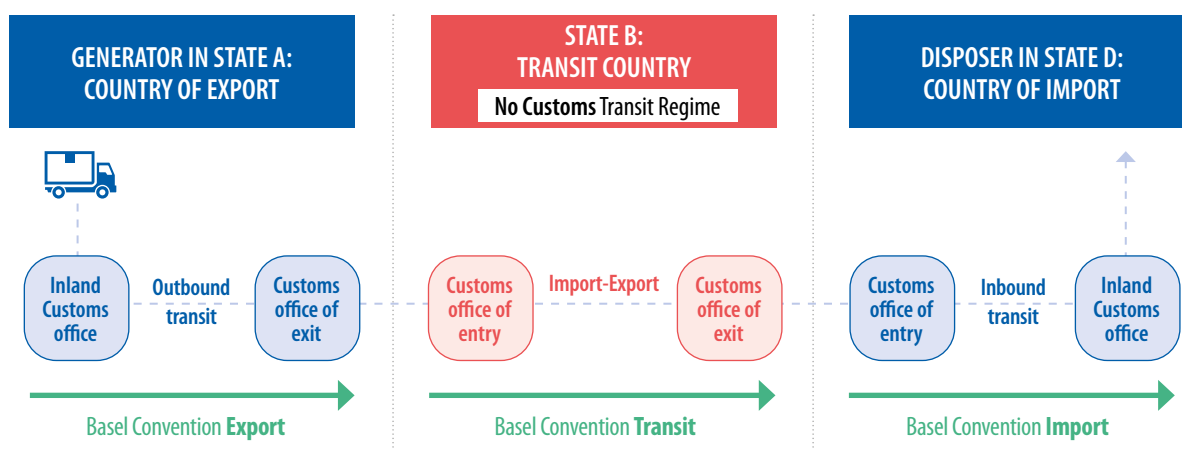 GENERATOR IN STATE A:
COUNTRY OF EXPORT
STATE B:
TRANSIT COUNTRY
No Customs Transit Regime
DISPOSER IN STATE D:
COUNTRY OF IMPORT
Inland
Customs
office
Outbound
transit
Customs
office of
exit
Customs
office of
entry
Import-Export
Customs
office of
exit
Customs
office of
entry
Inbound
transit
Inland
Customs
office
Basel Convention Export
Basel Convention Transit
Basel Convention Import